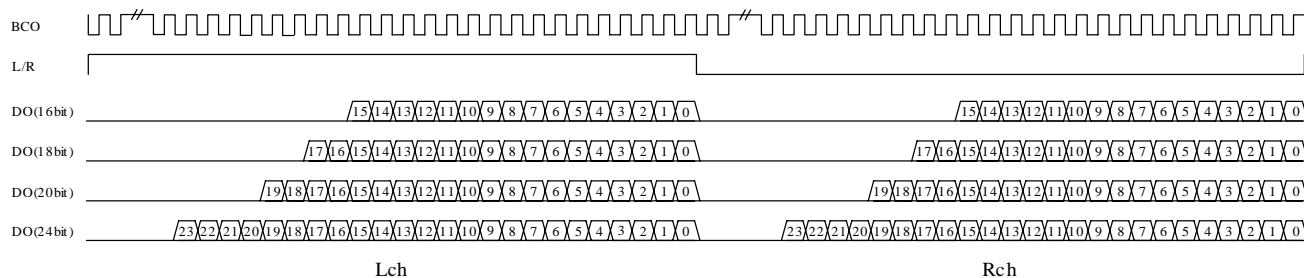 BCO
L/R
DO(16bit) 15 14 13 12 11 10 9 8 7 6 5 4 3 2 1 0 15 14 13 12 11 10 9 8 7 6 5 4 3 2 1 0
DO(18bit) 17 16 15 14 13 12 11 10 9 8 7 6 5 4 3 2 1 0 17 16 15 14 13 12 11 10 9 8 7 6 5 4 3 2 1 0
DO(20bit) 19 18 17 16 15 14 13 12 11 10 9 8 7 6 5 4 3 2 1 0 19 18 17 16 15 14 13 12 11 10 9 8 7 6 5 4 3 2 1 0
DO(24bit) 23 22 21 20 19 18 17 16 15 14 13 12 11 10 9 8 7 6 5 4 3 2 1 0 23 22 21 20 19 18 17 16 15 14 13 12 11 10 9 8 7 6 5 4 3 2 1 0
Lch Rch